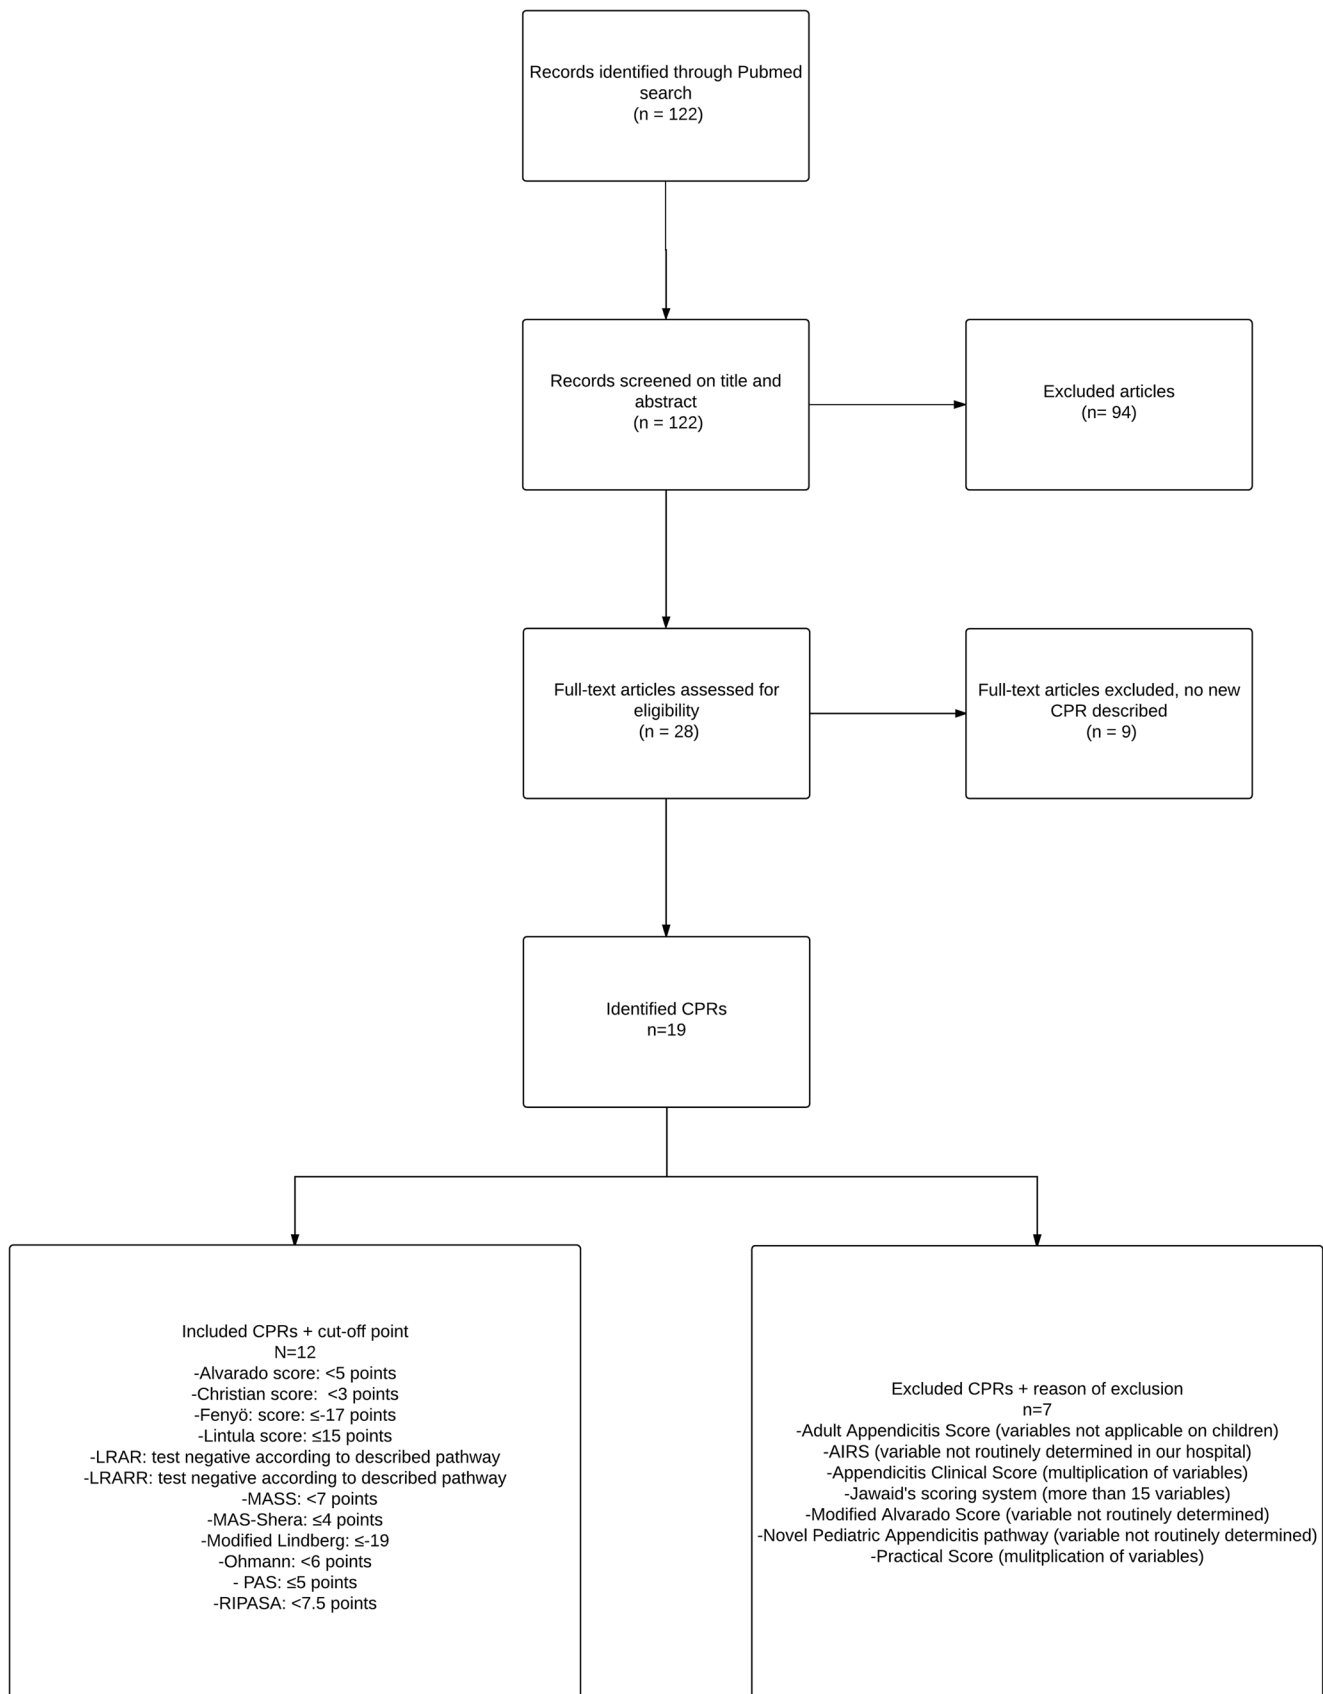 Records identified through Pubmed
search
(n = 122)
Records screened on title and
abstract
(n = 122)
Excluded articles
(n= 94)
Full-text articles assessed for
eligibility
(n = 28)
Full-text articles excluded, no new
CPR described
(n = 9)
Identified CPRs
n=19
Included CPRs + cut-off point
N=12
-Alvarado score: <5 points
-Christian score:  <3 points
-Fenyö: score: ≤-17 points
-Lintula score: ≤15 points
-LRAR: test negative according to described pathway
-LRARR: test negative according to described pathway
-MASS: <7 points
-MAS-Shera: ≤4 points
-Modified Lindberg: ≤-19
-Ohmann: <6 points
- PAS: ≤5 points
-RIPASA: <7.5 points
Excluded CPRs + reason of exclusion
n=7
-Adult Appendicitis Score (variables not applicable on children)
-AIRS (variable not routinely determined in our hospital)
-Appendicitis Clinical Score (multiplication of variables)
-Jawaid's scoring system (more than 15 variables)
-Modified Alvarado Score (variable not routinely determined)
-Novel Pediatric Appendicitis pathway (variable not routinely determined)
-Practical Score (mulitplication of variables)